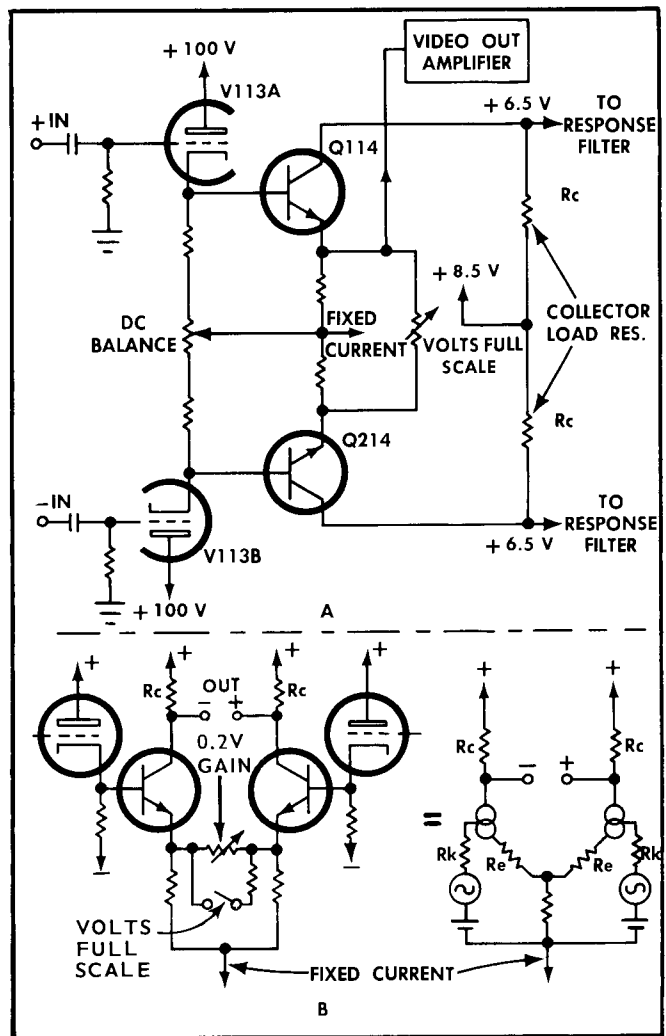 VIDEO OUT
AMPLIFIER
+ 100 V
V113A
+ 6.5 V
TO
RESPONSE
FILTER
+IN
Q114
Rc
+ 8.5 V
DC
BALANCE
FIXED
CURRENT
VOLTS FULL
SCALE
COLLECTOR
LOAD RES.
Rc
Q214
−IN
V113B
+ 6.5 V
TO
RESPONSE
FILTER
+ 100 V
A
+ + + + + +
Rc OUT Rc
− +
0.2V
GAIN
Rc Rc
− +
=
Rk Re Re Rk
− −
VOLTS
FULL
SCALE
FIXED CURRENT
B